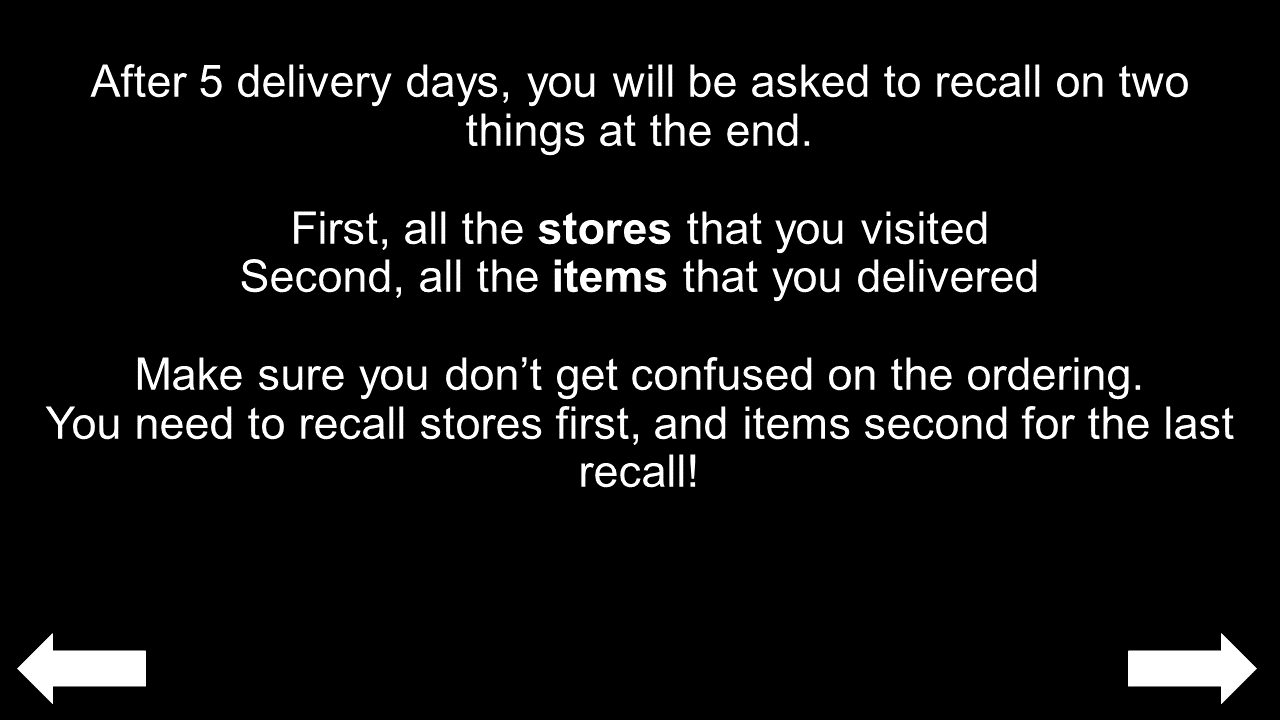 After 5 delivery days, you will be asked to recall on two
things at the end.
First, all the stores that you visited
Second, all the items that you delivered
Make sure you don’t get confused on the ordering.
You need to recall stores first, and items second for the last
recall!